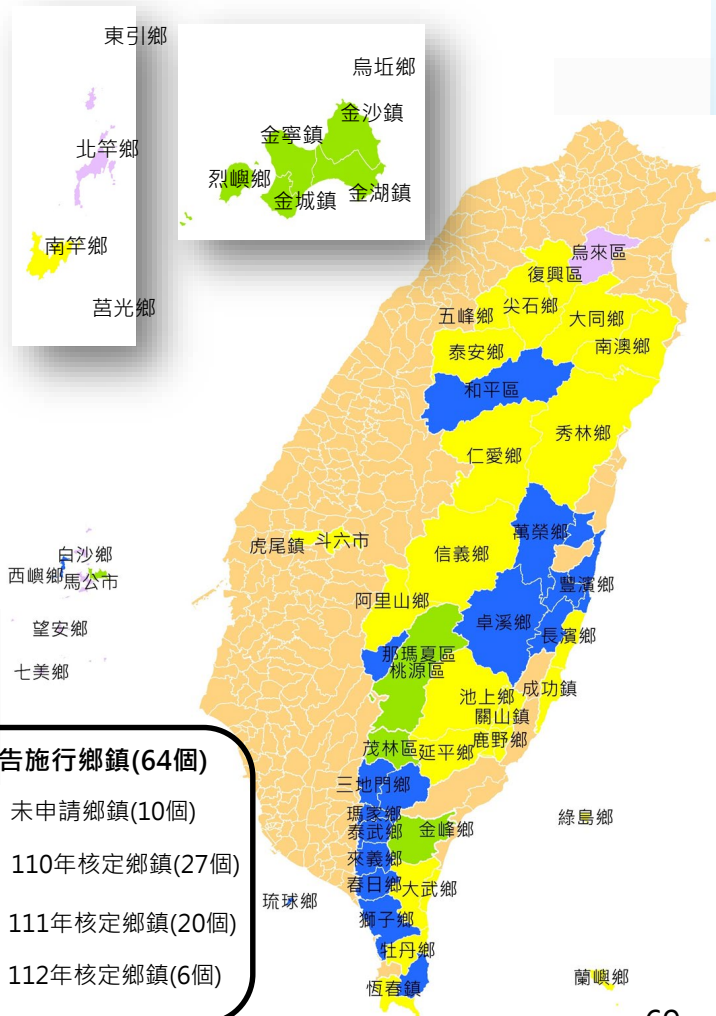 東引鄉
烏坵鄉
金沙鎮
金寧鎮
北竿鄉
烈嶼鄉
金城鎮
金湖鎮
南竿鄉
莒光鄉
烏來區
復興區
五峰鄉
尖石鄉
大同鄉
泰安鄉
南澳鄉
和平區
秀林鄉
仁愛鄉
虎尾鎮
斗六市
信義鄉
萬榮鄉
白沙鄉
西嶼鄉
馬公市
豐濱鄉
阿里山鄉
卓溪鄉
長濱鄉
望安鄉
那瑪夏區
桃源區
七美鄉
池上鄉
成功鎮
關山鎮
茂林區
延平鄉
鹿野鄉
告施行鄉鎮(64個)
未申請鄉鎮(10個)
110年核定鄉鎮(27個)
111年核定鄉鎮(20個)
112年核定鄉鎮(6個)
三地門鄉
瑪家鄉
泰武鄉
金峰鄉
綠島鄉
來義鄉
春日鄉
大武鄉
琉球鄉
獅子鄉
牡丹鄉
恆春鎮
蘭嶼鄉